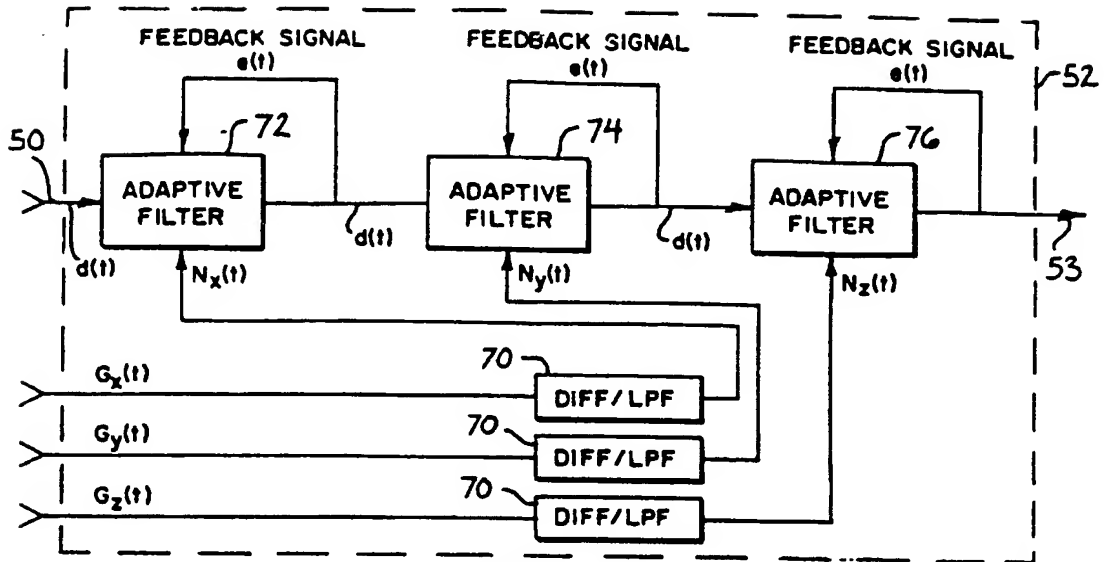 FEEDBACK SIGNAL
e(t)
FEEDBACK SIGNAL
e(t)
FEEDBACK SIGNAL
e(t)
52
50
72
74
76
ADAPTIVE
FILTER
ADAPTIVE
FILTER
ADAPTIVE
FILTER
d(t)
d(t)
d(t)
53
Nx(t)
Ny(t)
Nz(t)
Gx(t)
70
DIFF/LPF
Gy(t)
70
DIFF/LPF
Gz(t)
70
DIFF/LPF